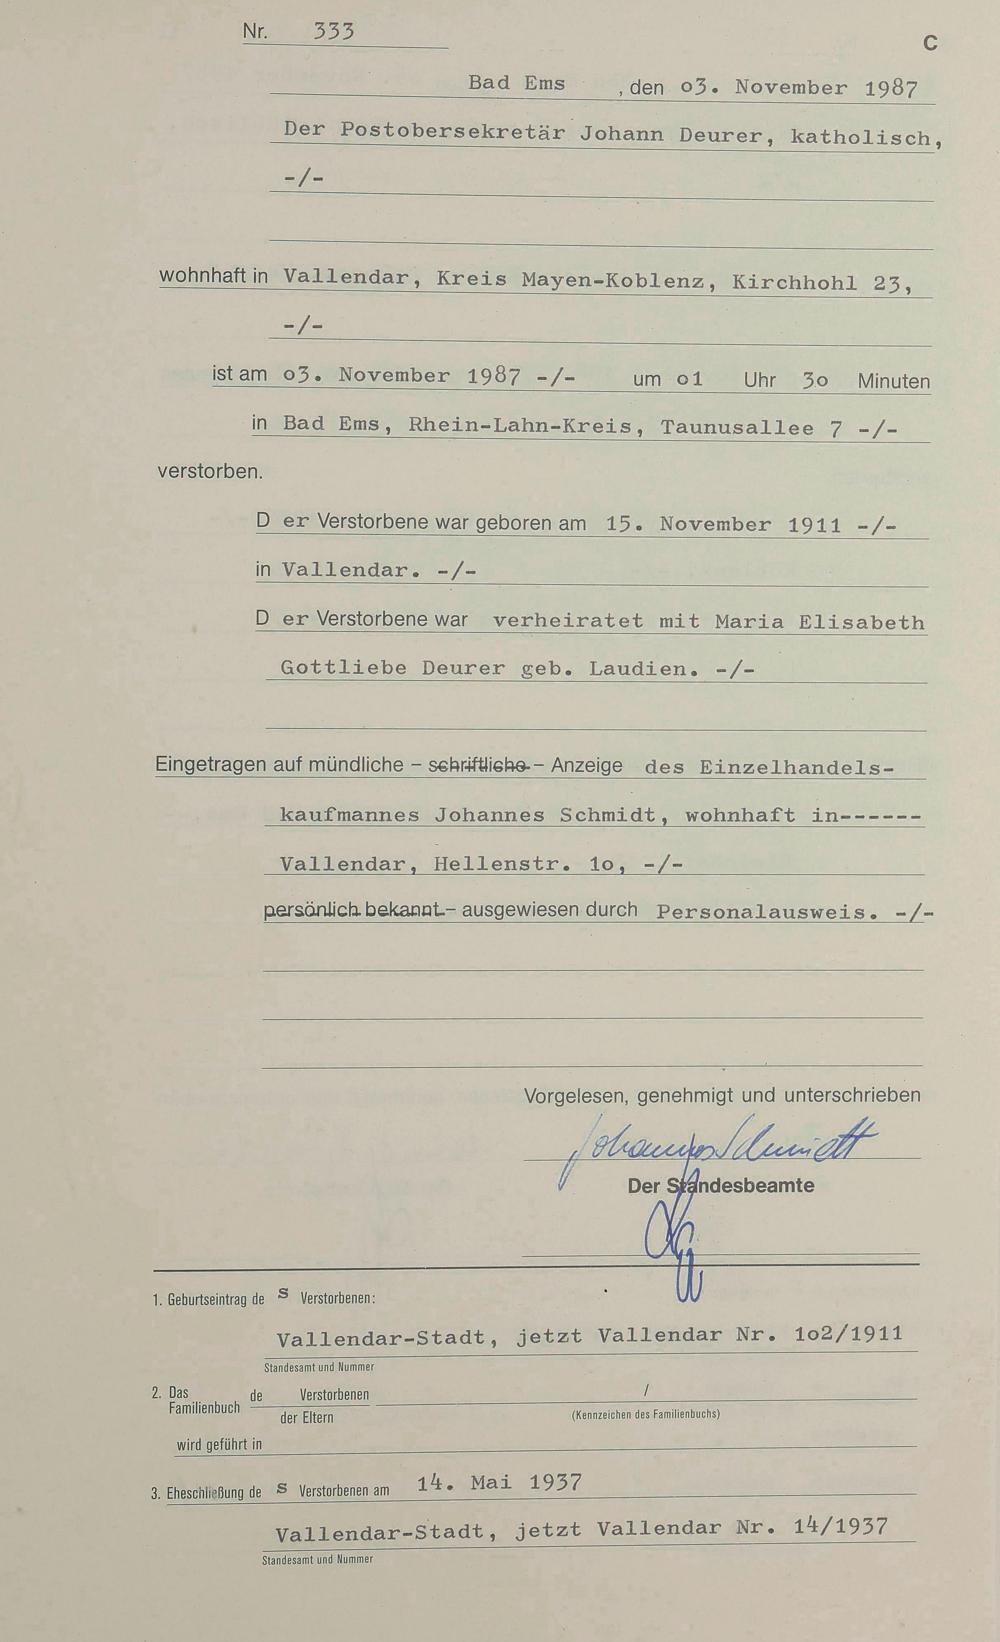 Nr. 333
C
Bad Ems , den o3. November 1987
Der Postobersekretär Johann Deurer, katholisch,
-/-
wohnhaft in Vallendar, Kreis Mayen-Koblenz, Kirchhohl 23,
-/-
ist am o3. November 1987 -/- um o1 Uhr 3o Minuten
in Bad Ems, Rhein-Lahn-Kreis, Taunusallee 7 -/-
verstorben.
D er Verstorbene war geboren am 15. November 1911 -/-
in Vallendar. -/-
D er Verstorbene war verheiratet mit Maria Elisabeth
Gottliebe Deurer geb. Laudien. -/-
Eingetragen auf mündliche – schriftliche – Anzeige des Einzelhandels-
kaufmannes Johannes Schmidt, wohnhaft in------
Vallendar, Hellenstr. 1o, -/-
persönlich bekannt – ausgewiesen durch Personalausweis. -/-
Vorgelesen, genehmigt und unterschrieben
Johannes Schmidt
Der Standesbeamte
1. Geburtseintrag de s Verstorbenen:
Vallendar-Stadt, jetzt Vallendar Nr. 1o2/1911
Standesamt und Nummer
2. Das Familienbuch de Verstorbenen /
der Eltern (Kennzeichen des Familienbuchs)
wird geführt in
3. Eheschließung de s Verstorbenen am 14. Mai 1937
Vallendar-Stadt, jetzt Vallendar Nr. 14/1937
Standesamt und Nummer